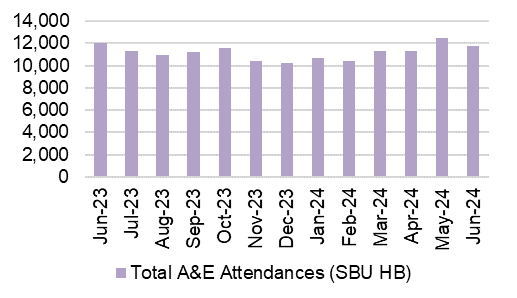 14,000
12,000
10,000
8,000
6,000
4,000
2,000
0
Jun-23
Jul-23
Aug-23
Sep-23
Oct-23
Nov-23
Dec-23
Jan-24
Feb-24
Mar-24
Apr-24
May-24
Jun-24
Total A&E Attendances (SBU HB)